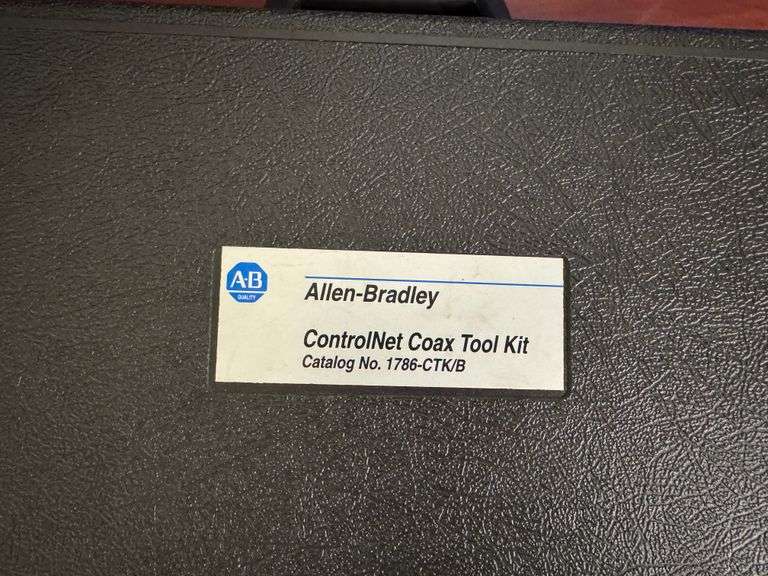 A-B
QUALITY
Allen-Bradley
ControlNet Coax Tool Kit
Catalog No. 1786-CTK/B